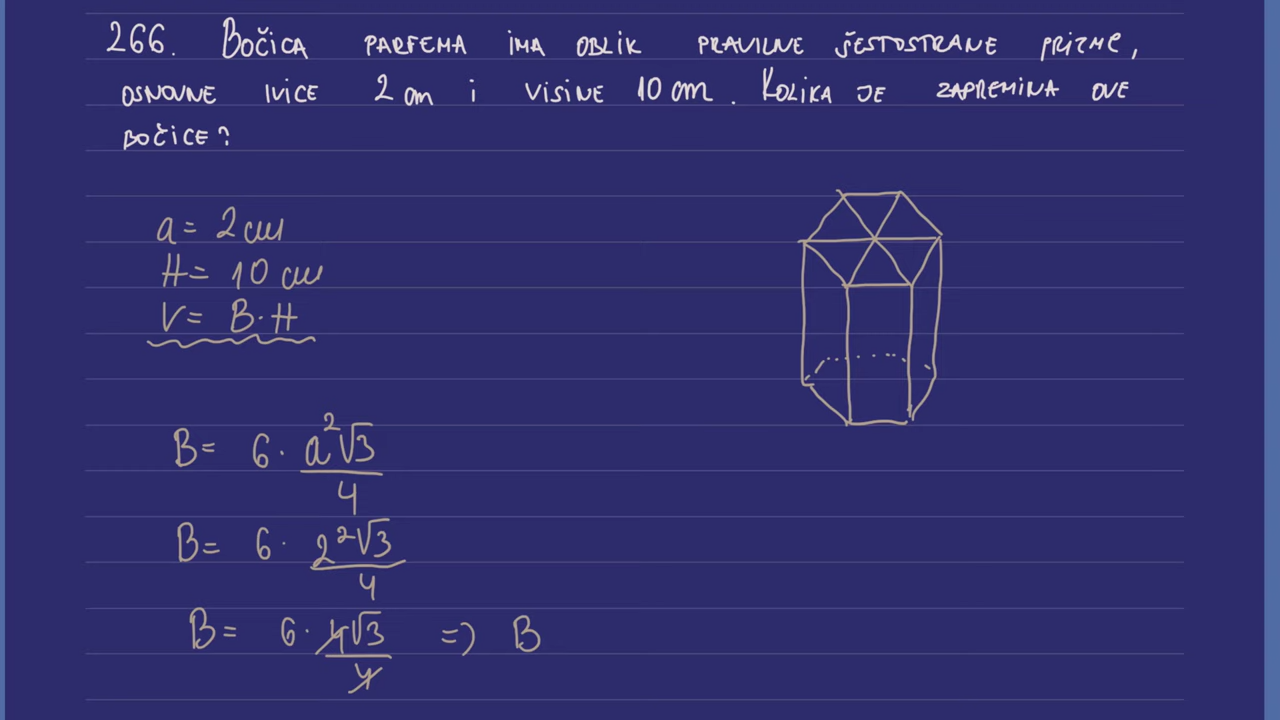 266. BOČICA PARFEMA IMA OBLIK PRAVILNE ŠESTOSTRANE PRIZME,
OSNOVNE IVICE 2 cm i VISINE 10 cm. KOLIKA JE ZAPREMINA OVE
BOČICE?
a = 2 cm
H = 10 cm
V = B · H
B = 6 · a²√3 / 4
B = 6 · 2²√3 / 4
B = 6 · 4√3 / 4 => B